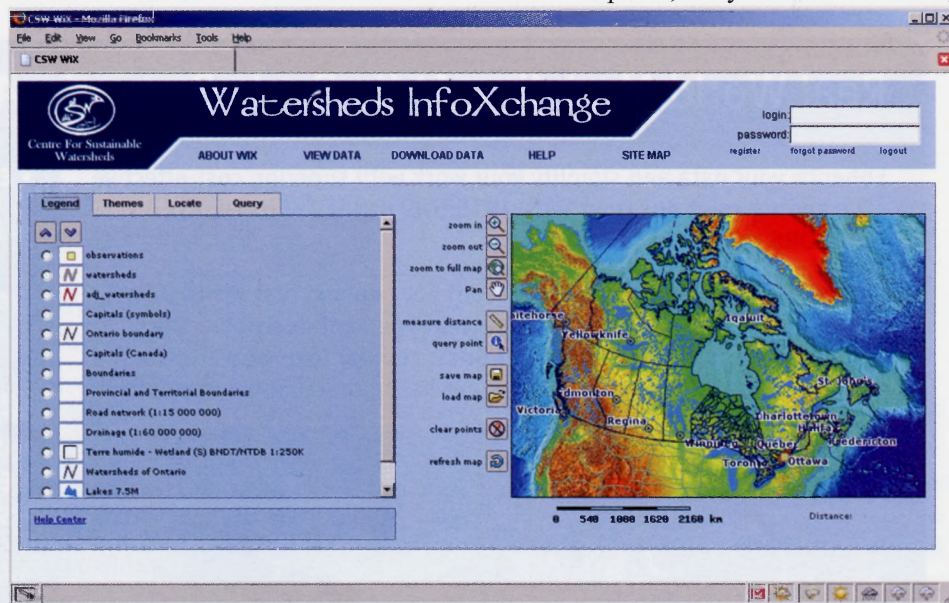 CSW WiX - Mozilla Firefox
File Edit View Go Bookmarks Tools Help
CSW WiX
Watersheds InfoXchange
CSW
Centre For Sustainable
Watersheds
login:
password:
register forgot password logout
ABOUT WIX VIEW DATA DOWNLOAD DATA HELP SITE MAP
Legend Themes Locate Query
observations
watersheds
adj_watersheds
Capitals (symbols)
Ontario boundary
Capitals (Canada)
Boundaries
Provincial and Territorial Boundaries
Road network (1:15 000 000)
Drainage (1:60 000 000)
Terre humide - Wetland (S) BNDT/NTDB 1:250K
Watersheds of Ontario
Lakes 7.5M
Help Center
zoom in
zoom out
zoom to full map
Pan
measure distance
query point
save map
load map
clear points
refresh map
itehorse
Yellowknife
Iqaluit
Edmonton
St. John's
Victoria
Regina
Charlottetown
Halifax
Winnipeg
Québec
Fredericton
Toronto
Ottawa
0 540 1080 1620 2160 km
Distance: